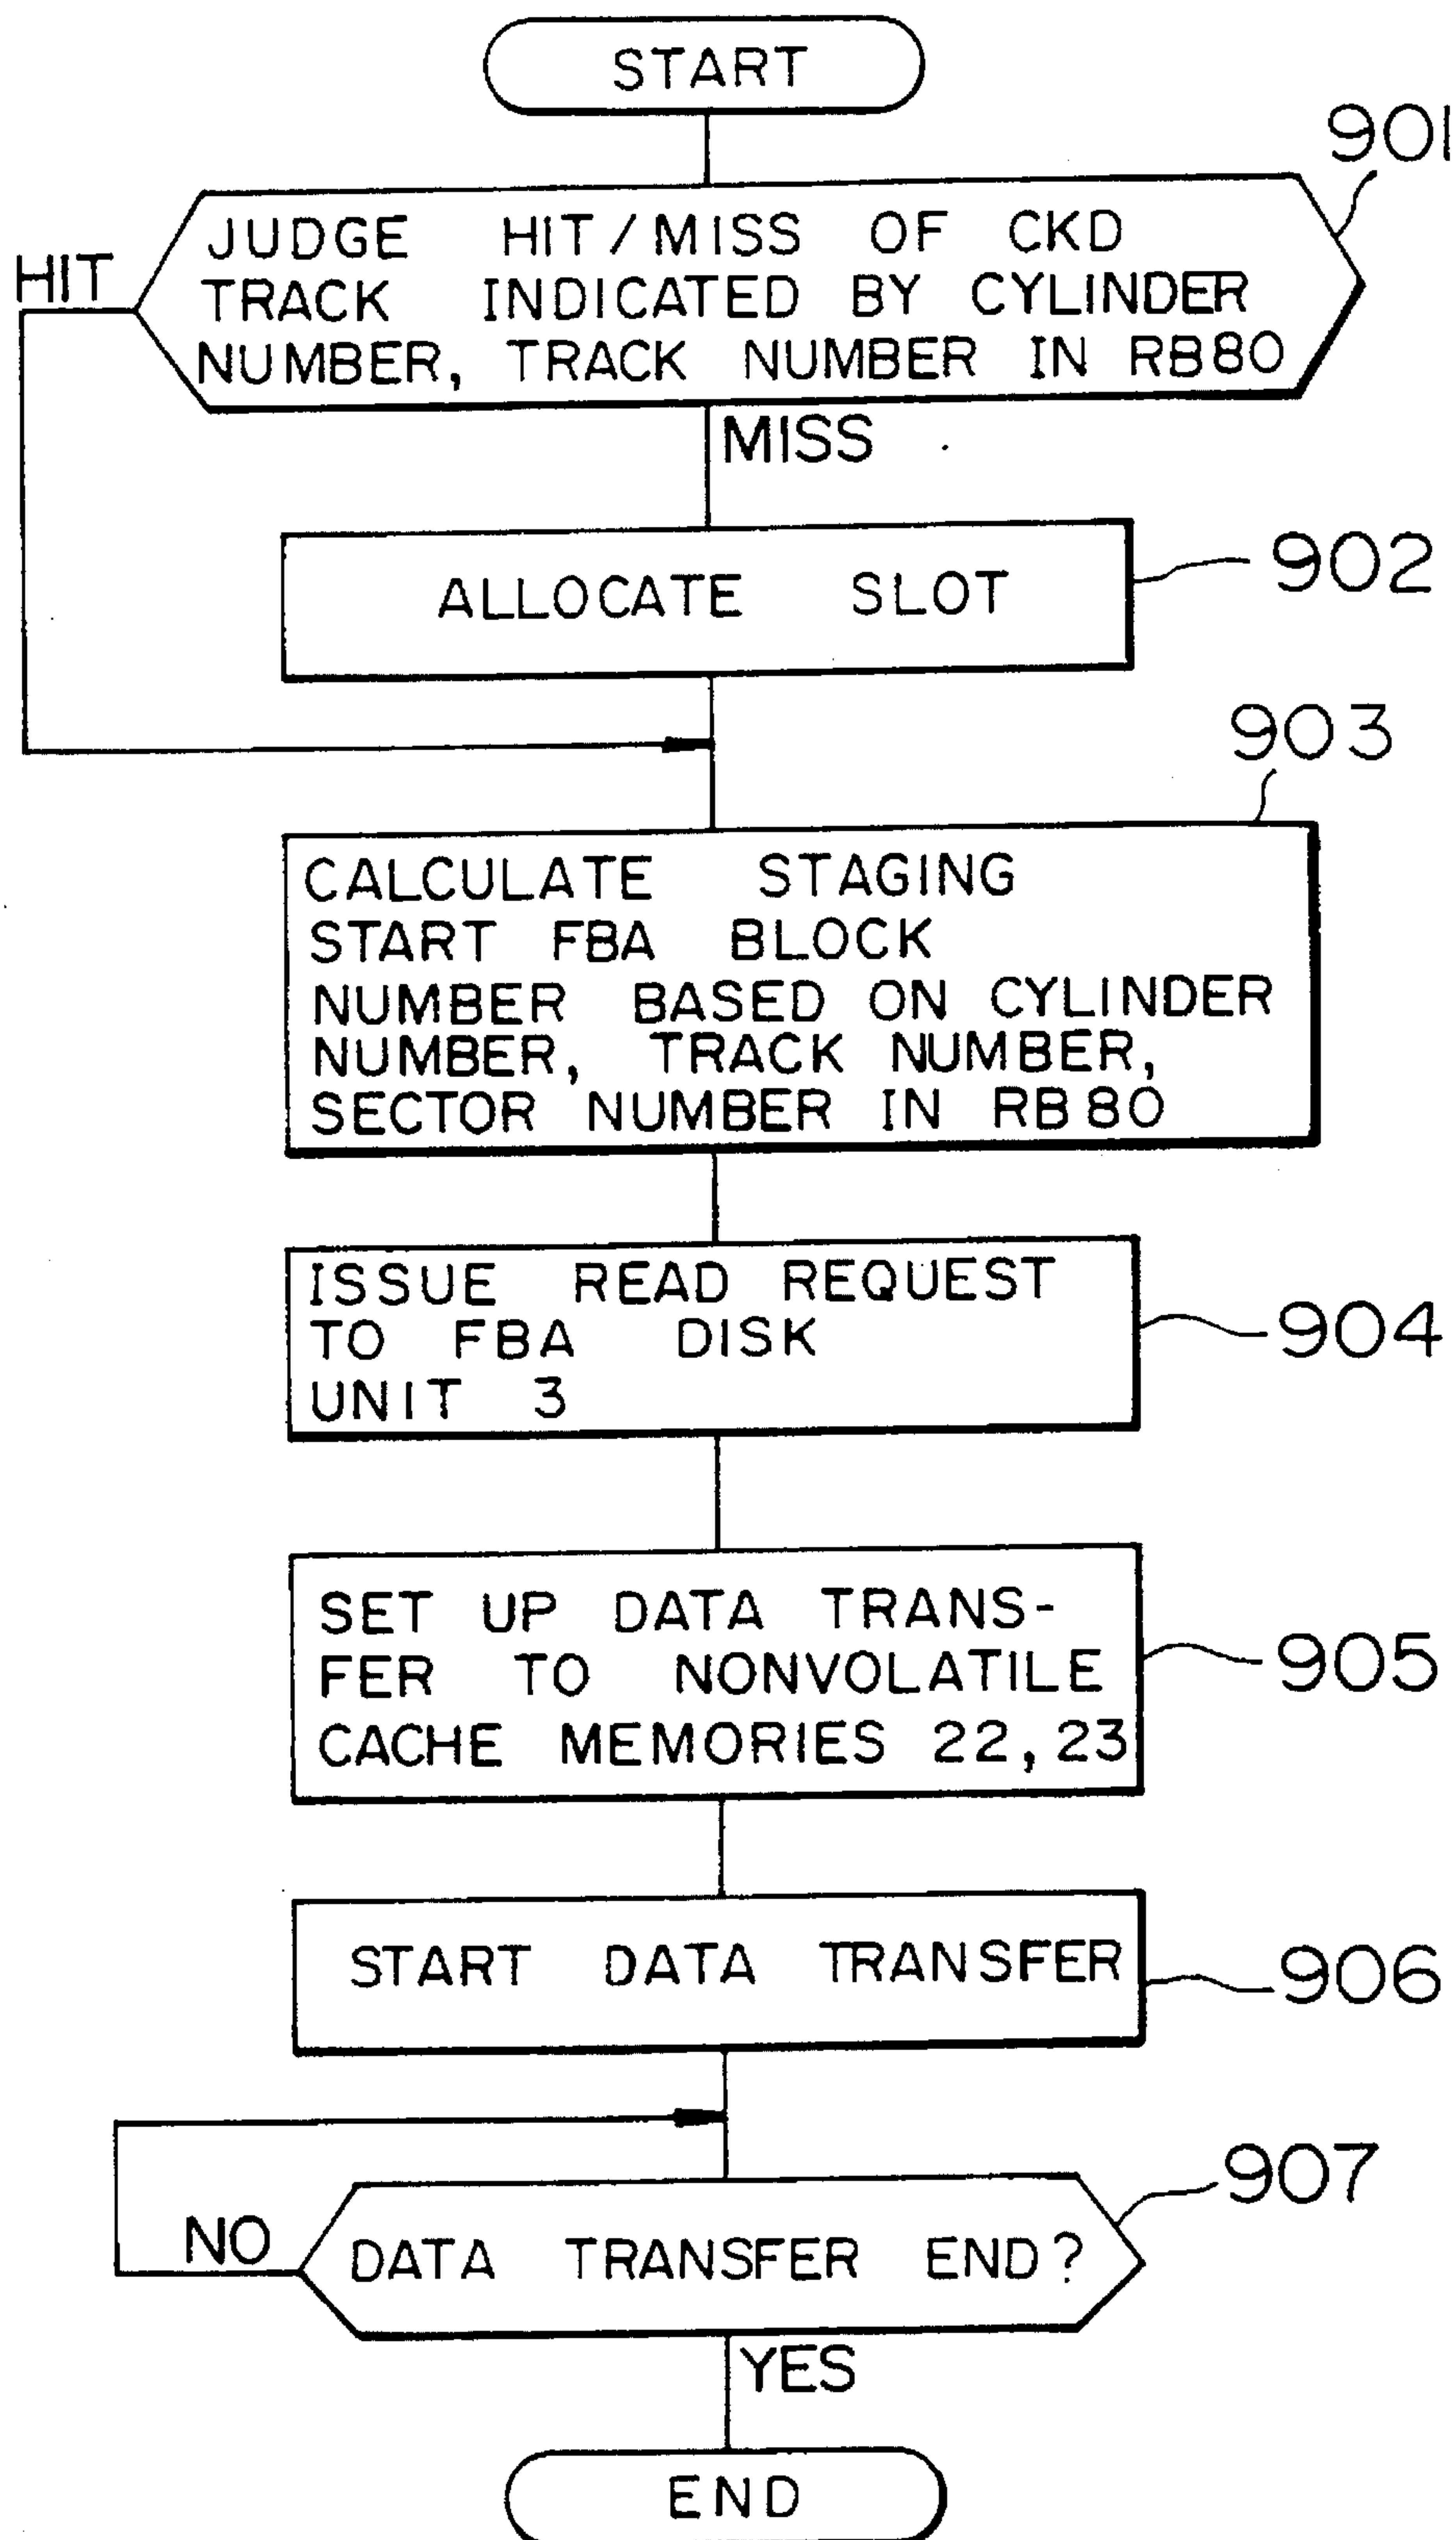 START
901
JUDGE HIT/MISS OF CKD
TRACK INDICATED BY CYLINDER
NUMBER, TRACK NUMBER IN RB80
HIT
MISS
ALLOCATE SLOT
902
903
CALCULATE STAGING
START FBA BLOCK
NUMBER BASED ON CYLINDER
NUMBER, TRACK NUMBER,
SECTOR NUMBER IN RB80
ISSUE READ REQUEST
TO FBA DISK
UNIT 3
904
SET UP DATA TRANS-
FER TO NONVOLATILE
CACHE MEMORIES 22, 23
905
START DATA TRANSFER
906
907
NO
DATA TRANSFER END?
YES
END